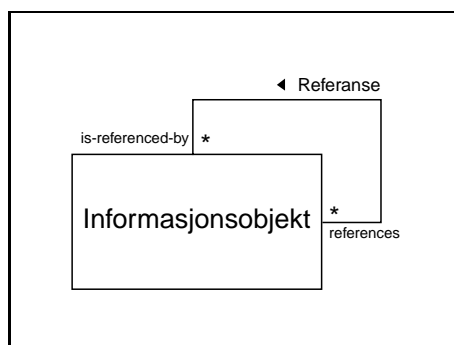 ◄ Referanse
is-referenced-by *
Informasjonsobjekt *
references